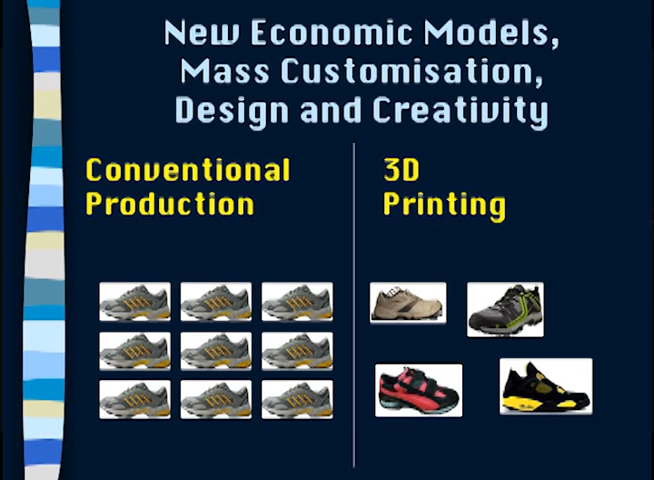 New Economic Models,
Mass Customisation,
Design and Creativity
Conventional
Production
3D
Printing